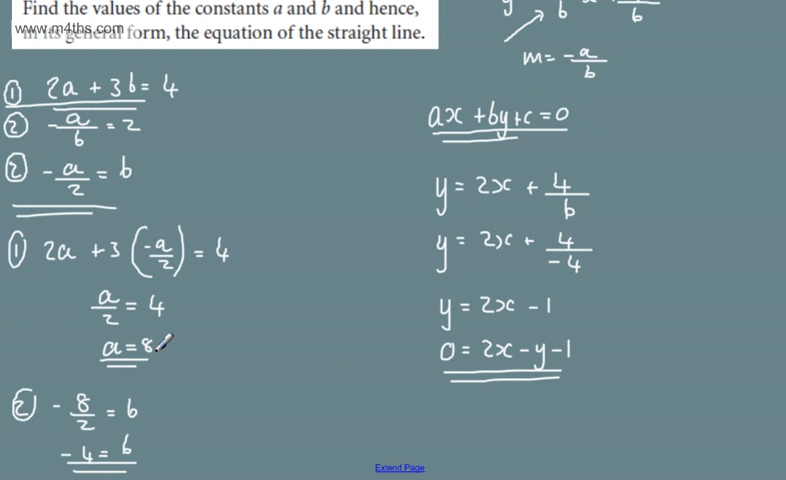 Find the values of the constants a and b and hence,
www.m4ths.com
in its general form, the equation of the straight line.
① 2a + 3b = 4
② -a/b = 2
② -a/2 = b
① 2a + 3(-a/2) = 4
a/2 = 4
a = 8
② -8/2 = b
-4 = b
y
b
b
m = -a/b
ax + by + c = 0
y = 2x + 4/b
y = 2x + 4/-4
y = 2x - 1
0 = 2x - y - 1
Extend Page